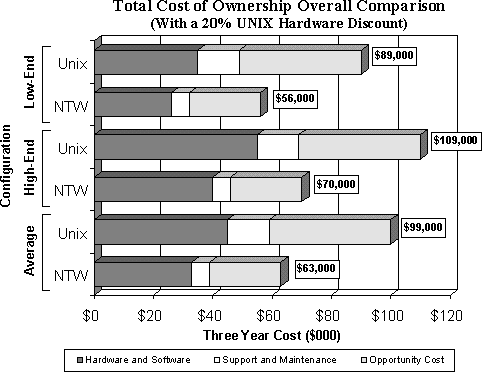 Total Cost of Ownership Overall Comparison
(With a 20% UNIX Hardware Discount)
Configuration
Low-End
Unix
$89,000
NTW
$56,000
High-End
Unix
$109,000
NTW
$70,000
Average
Unix
$99,000
NTW
$63,000
$0 $20 $40 $60 $80 $100 $120
Three Year Cost ($000)
Hardware and Software Support and Maintenance Opportunity Cost